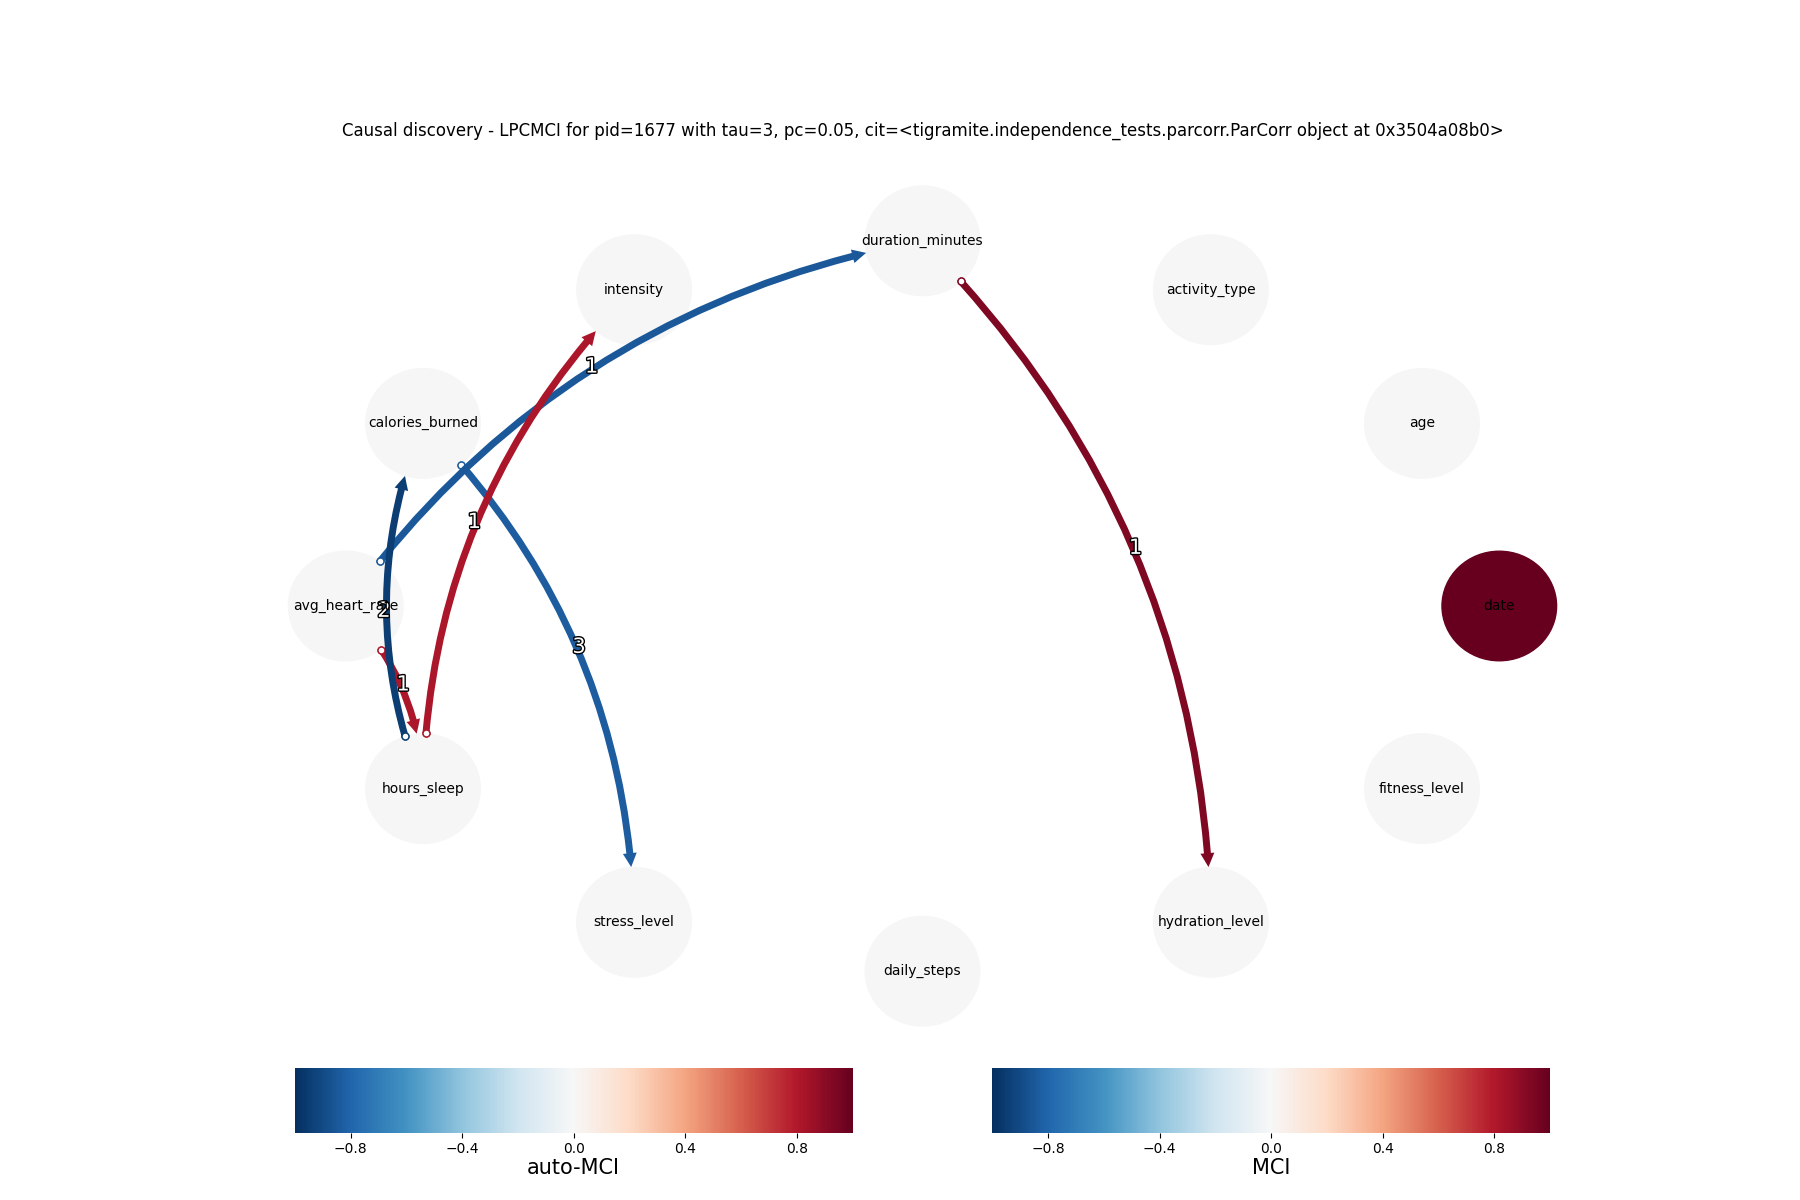 Causal discovery - LPCMCI for pid=1677 with tau=3, pc=0.05, cit=<tigramite.independence_tests.parcorr.ParCorr object at 0x3504a08b0>
duration_minutes
intensity
activity_type
1
calories_burned
age
1
1
avg_heart_rate
2
date
3
1
hours_sleep
fitness_level
stress_level
hydration_level
daily_steps
−0.8 −0.4 0.0 0.4 0.8
auto-MCI
−0.8 −0.4 0.0 0.4 0.8
MCI